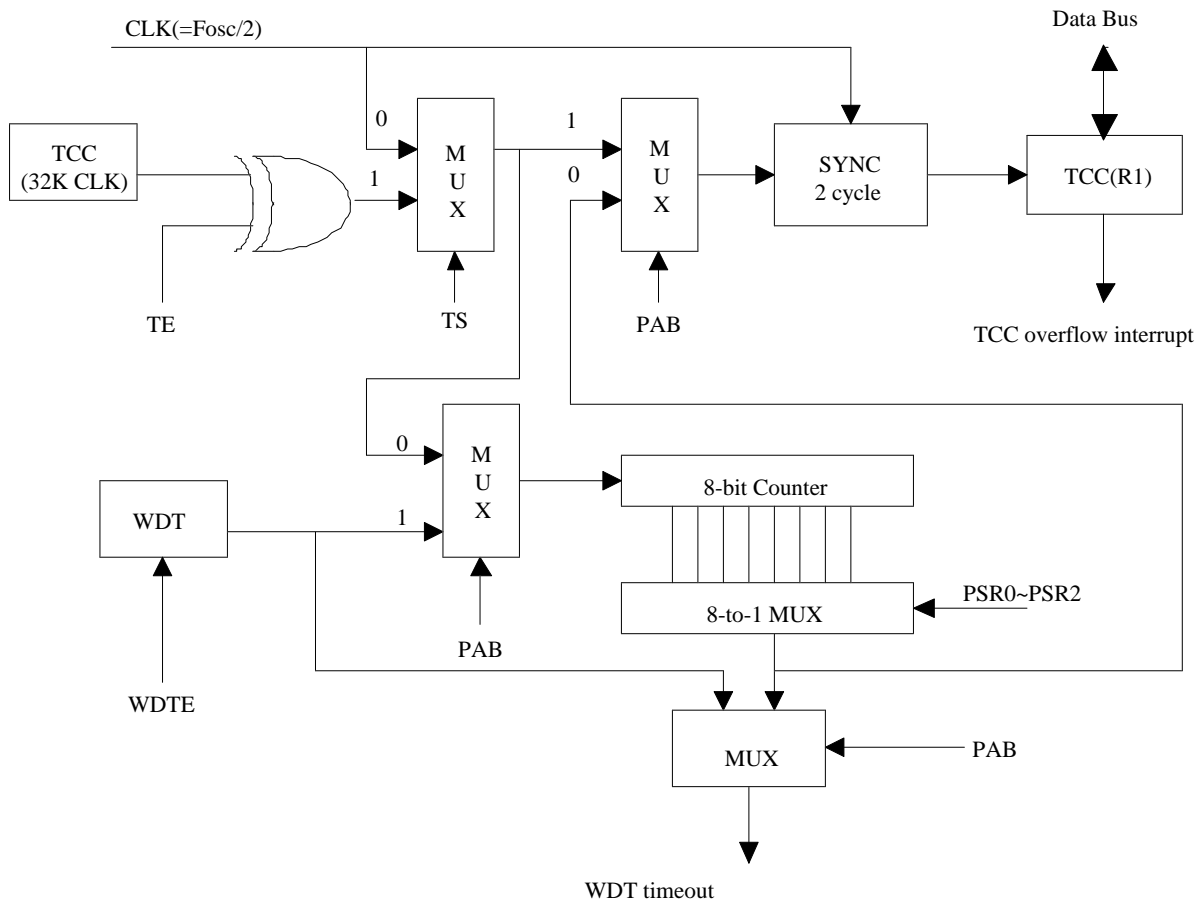 CLK(=Fosc/2)
Data Bus
0
1
TCC
(32K CLK)
M
U
X
M
U
X
SYNC
2 cycle
TCC(R1)
1
0
TE
TS
PAB
TCC overflow interrupt
0
M
U
X
8-bit Counter
WDT
1
PSR0~PSR2
8-to-1 MUX
PAB
WDTE
MUX
PAB
WDT timeout